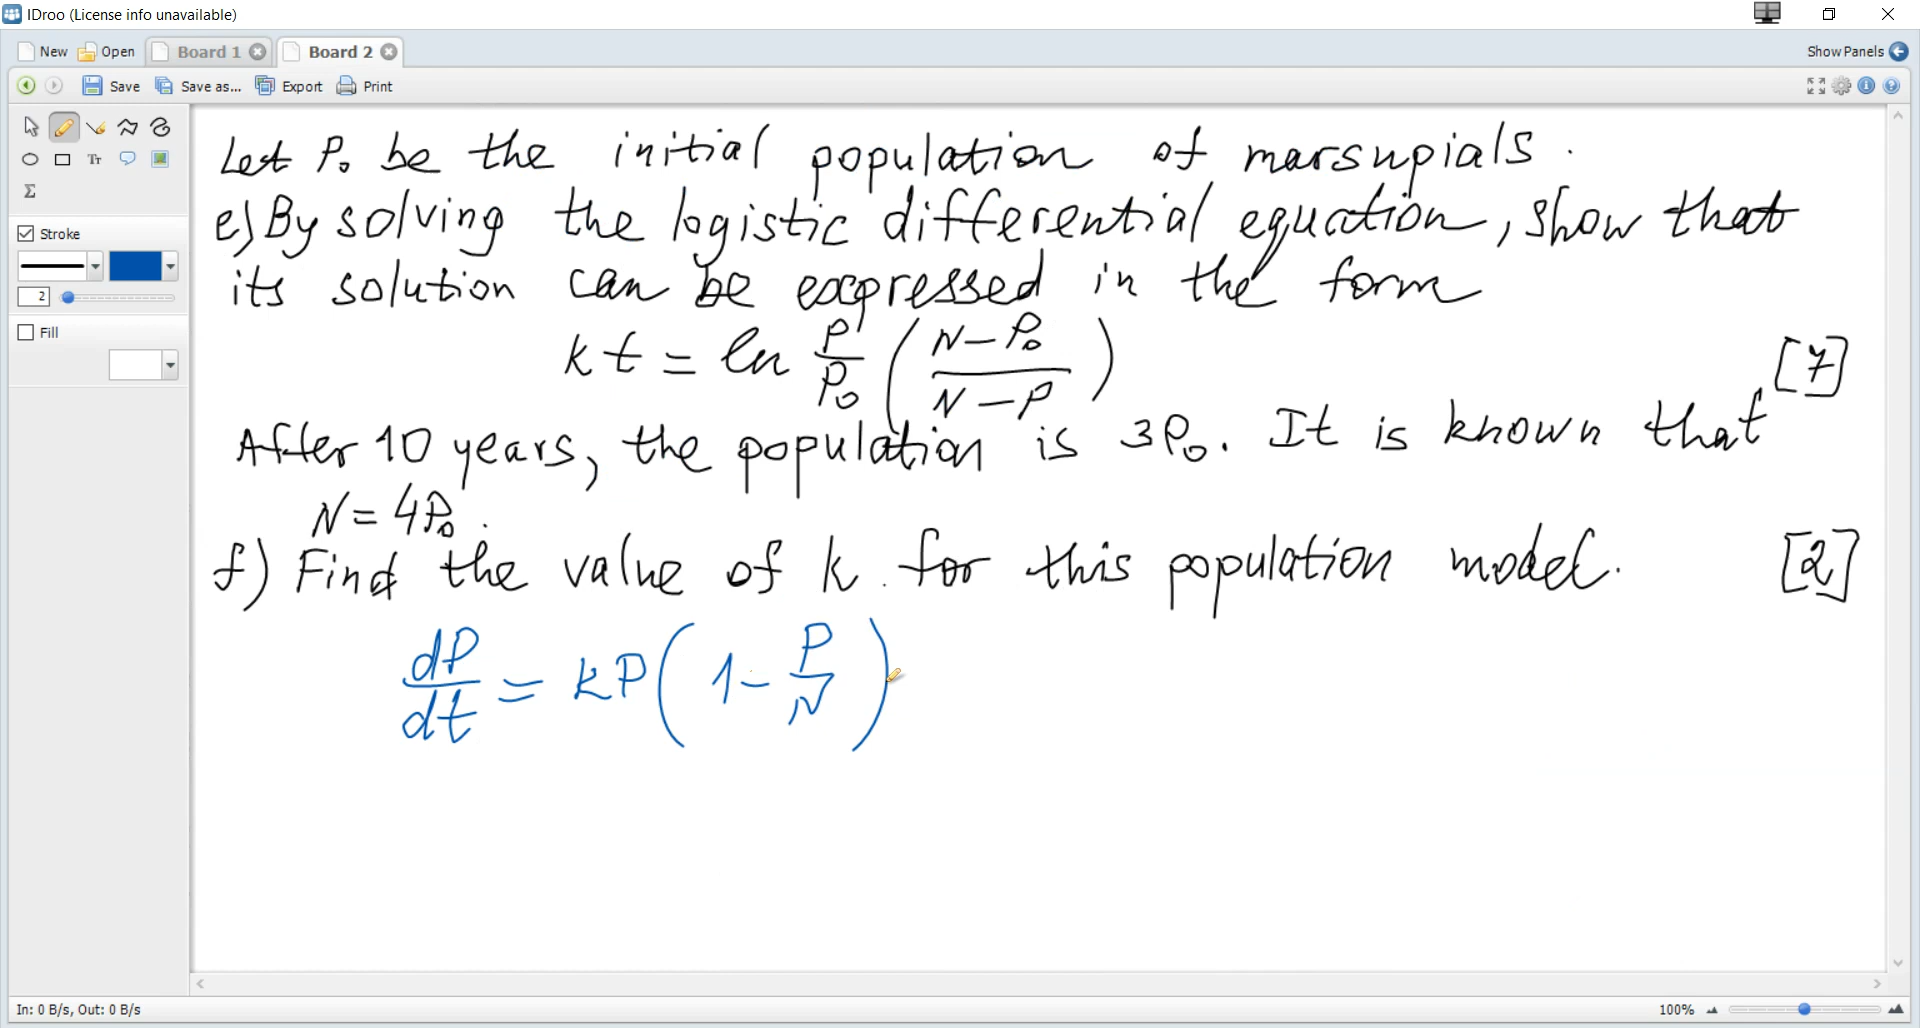 IDroo (License info unavailable)
New Open Board 1 Board 2 Show Panels
Save Save as... Export Print
Tr
Σ
Stroke
2
Fill
Let P₀ be the initial population of marsupials.
e) By solving the logistic differential equation, show that
its solution can be expressed in the form
kt = ln P/P₀ ((N-P₀)/(N-P)) [7]
After 10 years, the population is 3P₀. It is known that
N = 4P₀.
f) Find the value of k for this population model. [2]
dP/dt = kP(1 - P/N)
In: 0 B/s, Out: 0 B/s 100%